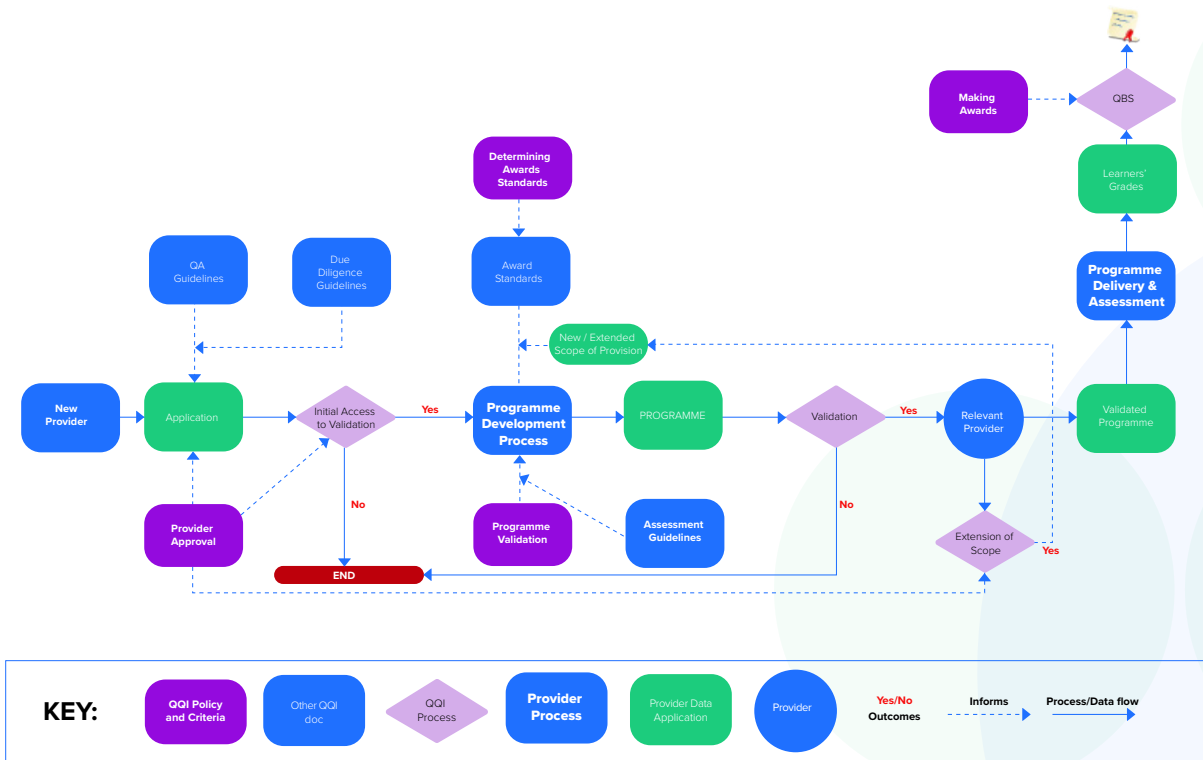 Making
Awards
QBS
Determining
Awards
Standards
Learners'
Grades
QA
Guidelines
Due
Diligence
Guidelines
Award
Standards
Programme
Delivery &
Assessment
New / Extended
Scope of Provision
New
Provider
Application
Initial Access
to Validation
Yes
Programme
Development
Process
PROGRAMME
Validation
Yes
Relevant
Provider
Validated
Programme
No
No
Provider
Approval
Programme
Validation
Assessment
Guidelines
Extension of
Scope
Yes
END
KEY:
QQI Policy
and Criteria
Other QQI
doc
QQI
Process
Provider
Process
Provider Data
Application
Provider
Yes/No
Outcomes
Informs
Process/Data flow